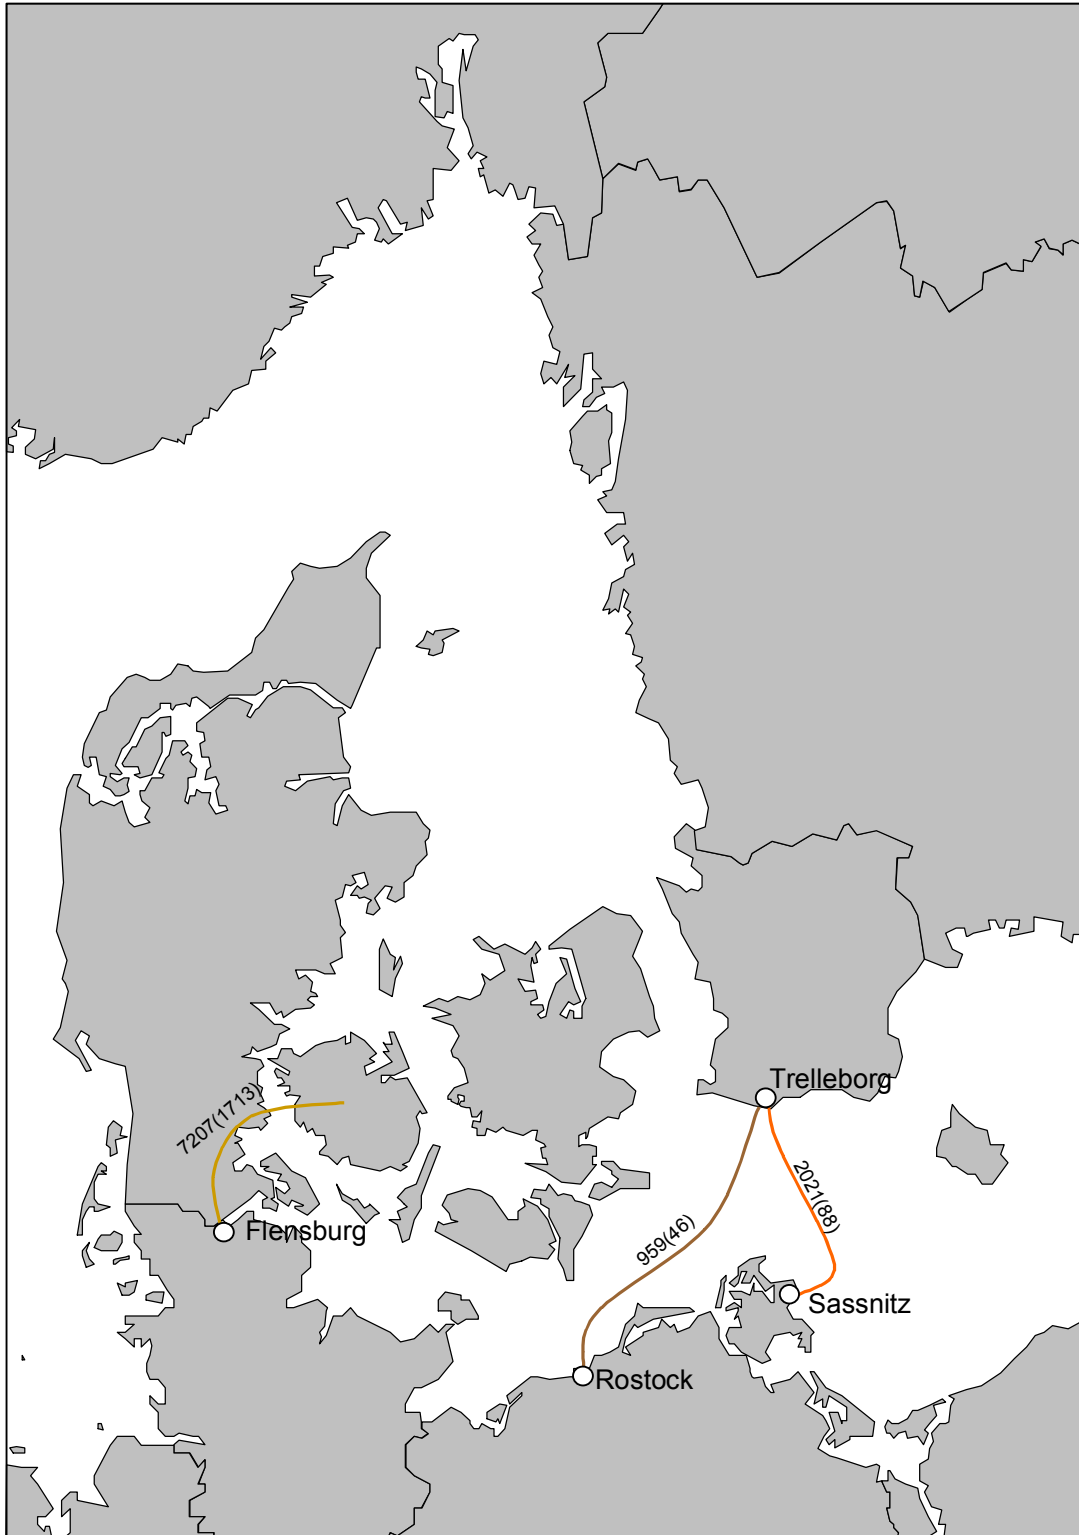 Trelleborg
7207(1713)
2021(88)
959(46)
Flensburg
Sassnitz
Rostock